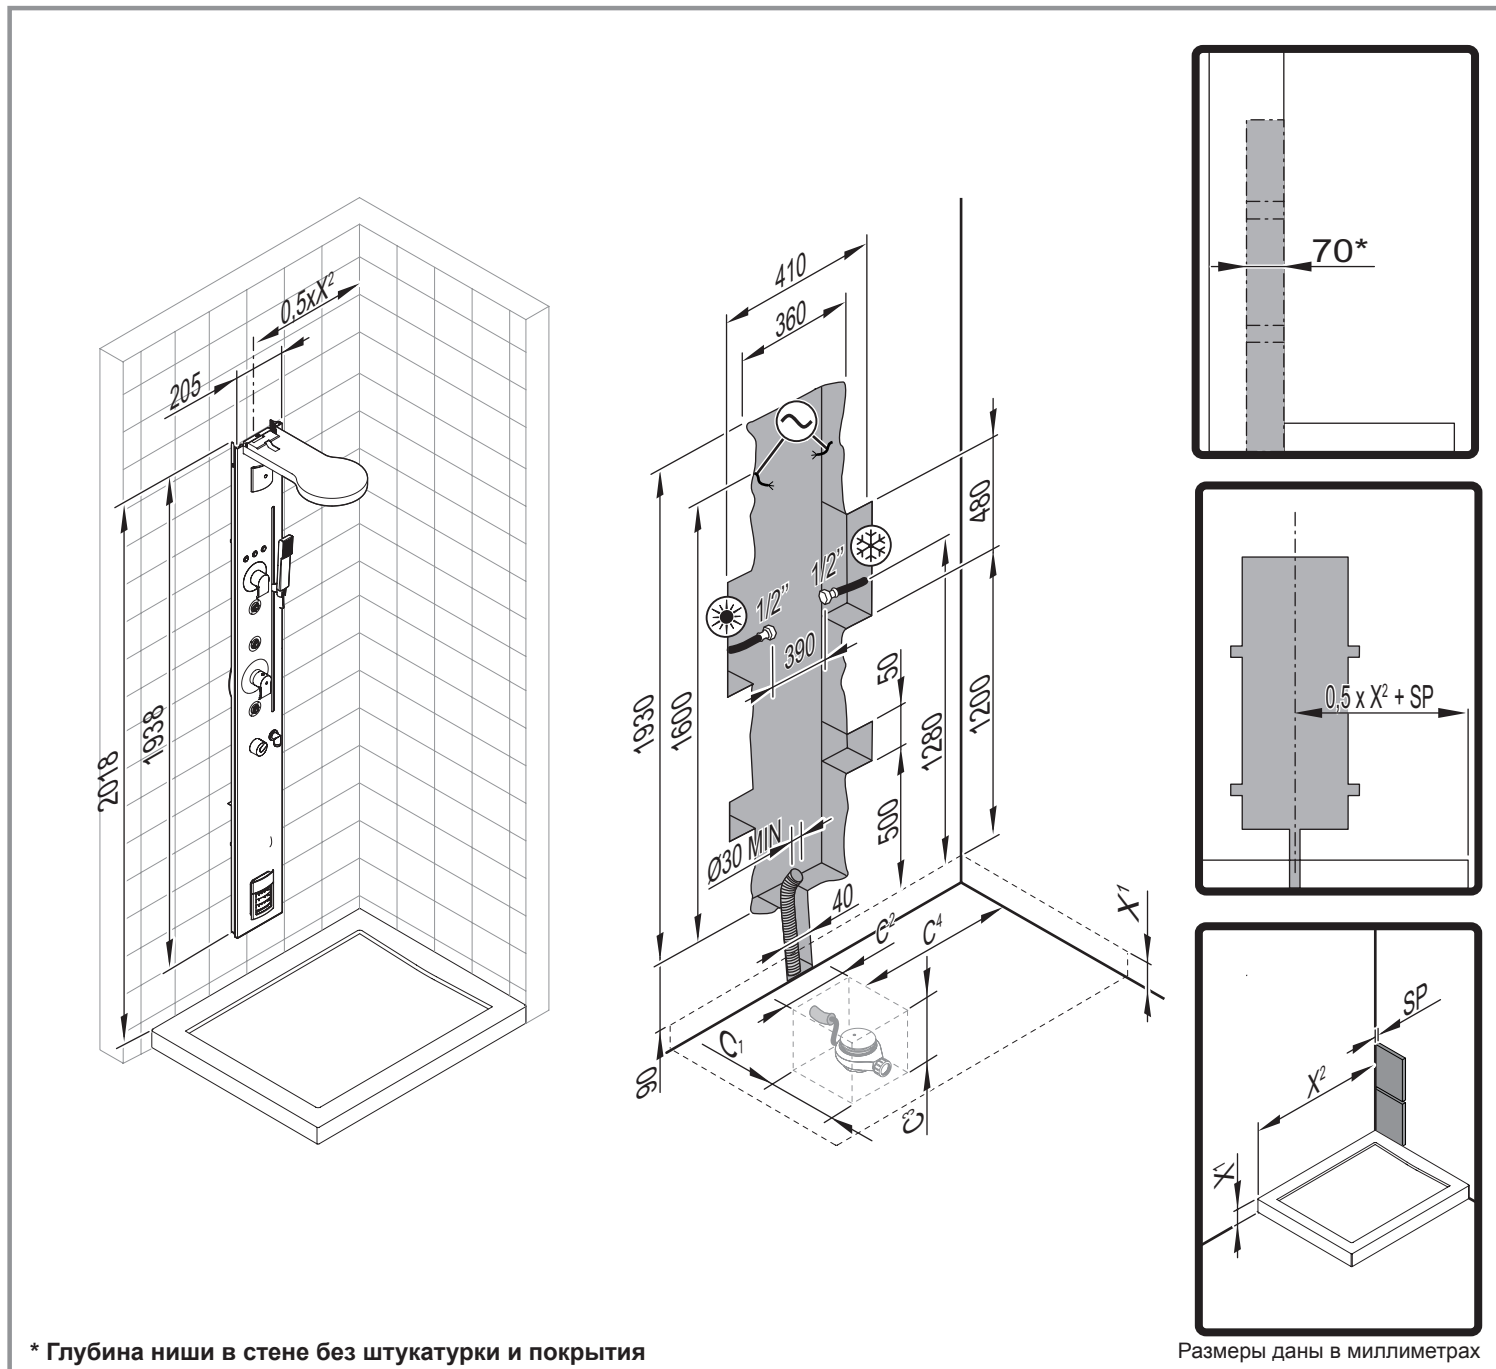 0,5xX²
205
2018
1938
410
360
480
1/2”
1/2”
390
50
1930
1600
1280
1200
500
Ø30 MIN
40
C²
C⁴
X¹
C₁
C³
90
70*
0,5 x X² + SP
SP
X²
X¹
* Глубина ниши в стене без штукатурки и покрытия
Размеры даны в миллиметрах